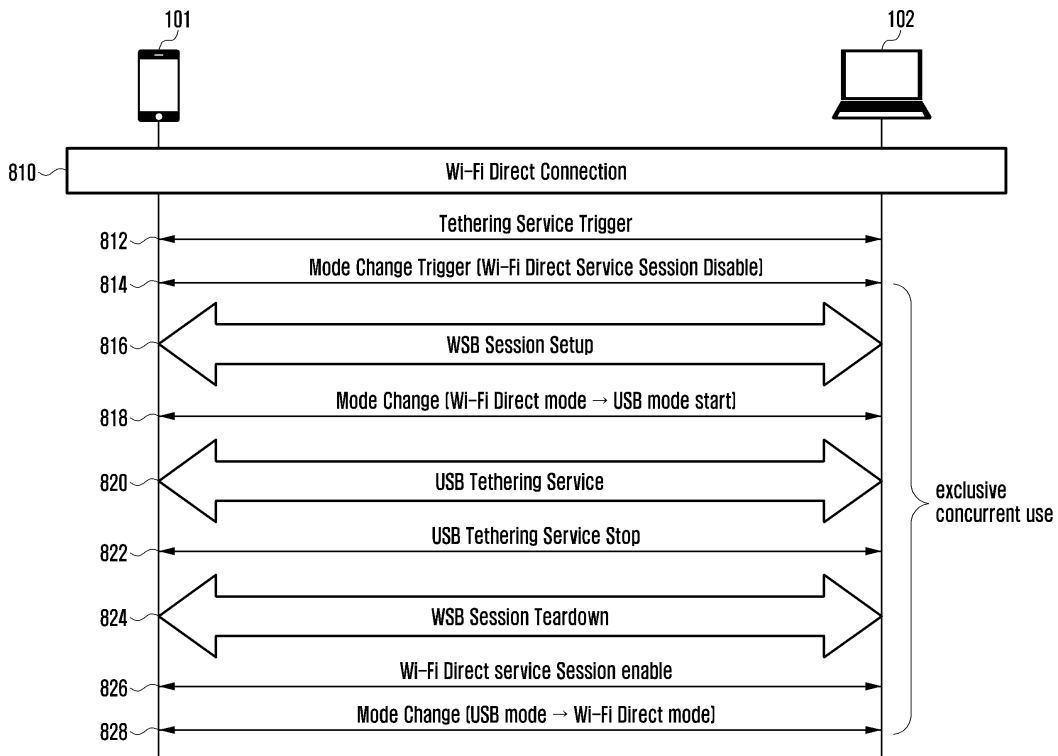 101
102
810
Wi-Fi Direct Connection
Tethering Service Trigger
812
Mode Change Trigger (Wi-Fi Direct Service Session Disable)
814
816
WSB Session Setup
Mode Change (Wi-Fi Direct mode → USB mode start)
818
820
USB Tethering Service
exclusive
concurrent use
USB Tethering Service Stop
822
824
WSB Session Teardown
Wi-Fi Direct service Session enable
826
Mode Change (USB mode → Wi-Fi Direct mode)
828